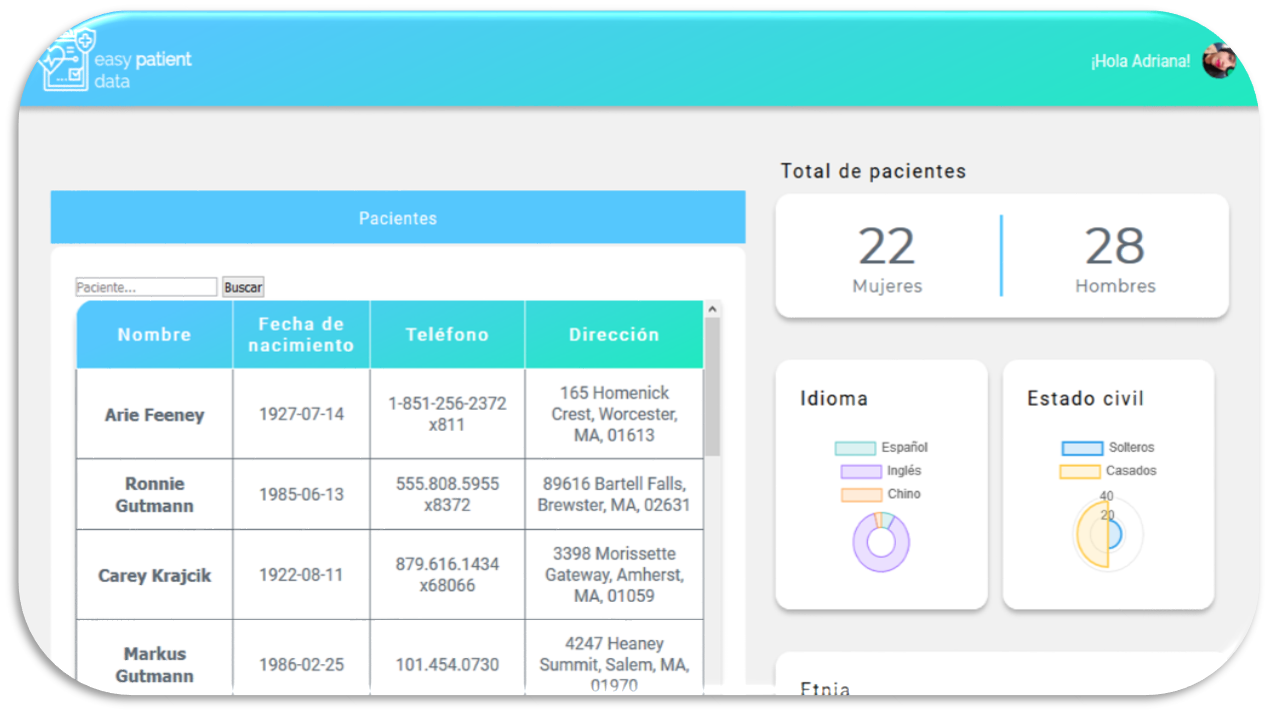 easy patient
data
¡Hola Adriana!
Pacientes
Paciente...
Buscar
Nombre
Fecha de
nacimiento
Teléfono
Dirección
Arie Feeney
1927-07-14
1-851-256-2372
x811
165 Homenick
Crest, Worcester,
MA, 01613
Ronnie
Gutmann
1985-06-13
555.808.5955
x8372
89616 Bartell Falls,
Brewster, MA, 02631
Carey Krajcik
1922-08-11
879.616.1434
x68066
3398 Morissette
Gateway, Amherst,
MA, 01059
Markus
Gutmann
1986-02-25
101.454.0730
4247 Heaney
Summit, Salem, MA,
01970
Total de pacientes
22
Mujeres
28
Hombres
Idioma
Español
Inglés
Chino
Estado civil
Solteros
Casados
40
20
Etnia